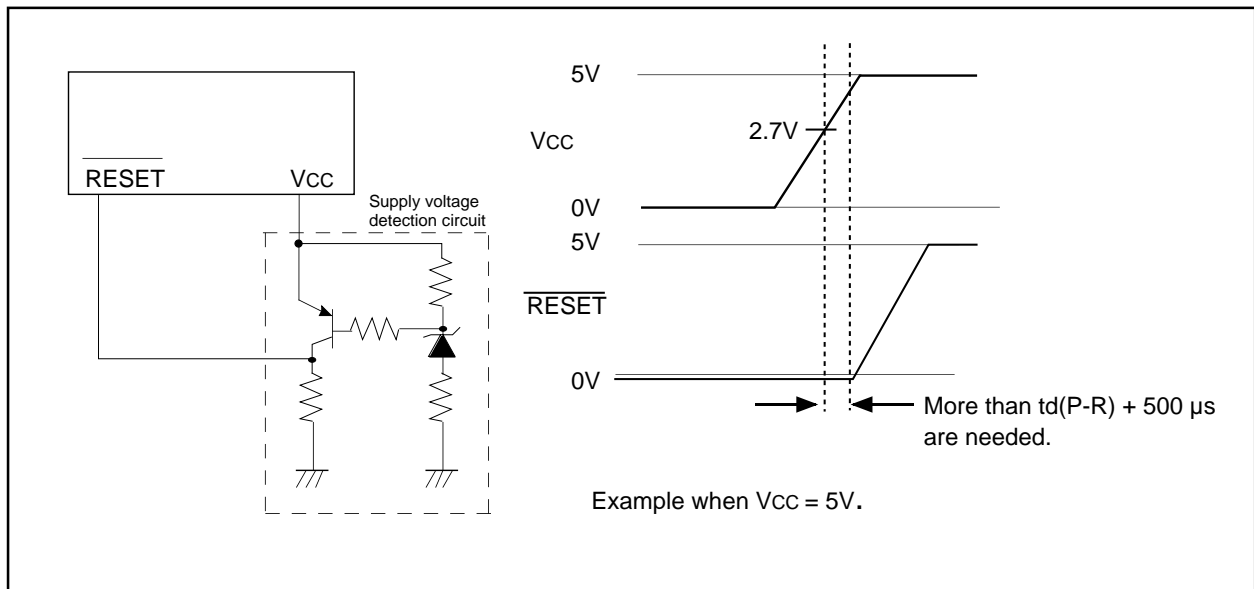 RESET
VCC
Supply voltage
detection circuit
5V
VCC
2.7V
0V
5V
RESET
0V
More than td(P-R) + 500 µs
are needed.
Example when VCC = 5V.